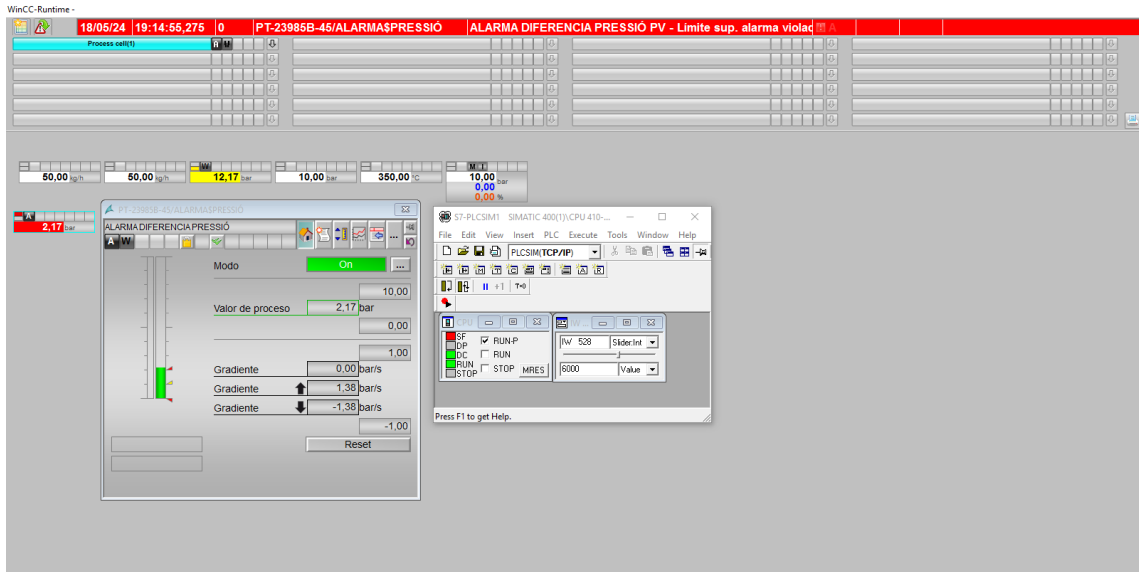 WinCC-Runtime -
18/05/24 19:14:55,275 0 PT-23985B-45/ALARMA$PRESSIÓ ALARMA DIFERENCIA PRESSIÓ PV - Límite sup. alarma violac
Process cell(1) A W
W M I
50,00 kg/h 50,00 kg/h 12,17 bar 10,00 bar 350,00 °C 10,00 bar
0,00
0,00 %
A
2,17 bar
PT-23985B-45/ALARMA$PRESSIÓ
ALARMA DIFERENCIA PRESSIÓ
A W
...
Modo On ...
10,00
Valor de proceso 2,17 bar
0,00
1,00
Gradiente 0,00 bar/s
Gradiente 1,38 bar/s
Gradiente -1,38 bar/s
-1,00
Reset
S7-PLCSIM1 SIMATIC 400(1)\CPU 410-...
File Edit View Insert PLC Execute Tools Window Help
PLCSIM(TCP/IP)
+1 T=0
CPU
SF
DP
DC
RUN
STOP
RUN-P
RUN
STOP MRES
IW ...
IW 528 Slider:Int
6000 Value
Press F1 to get Help.